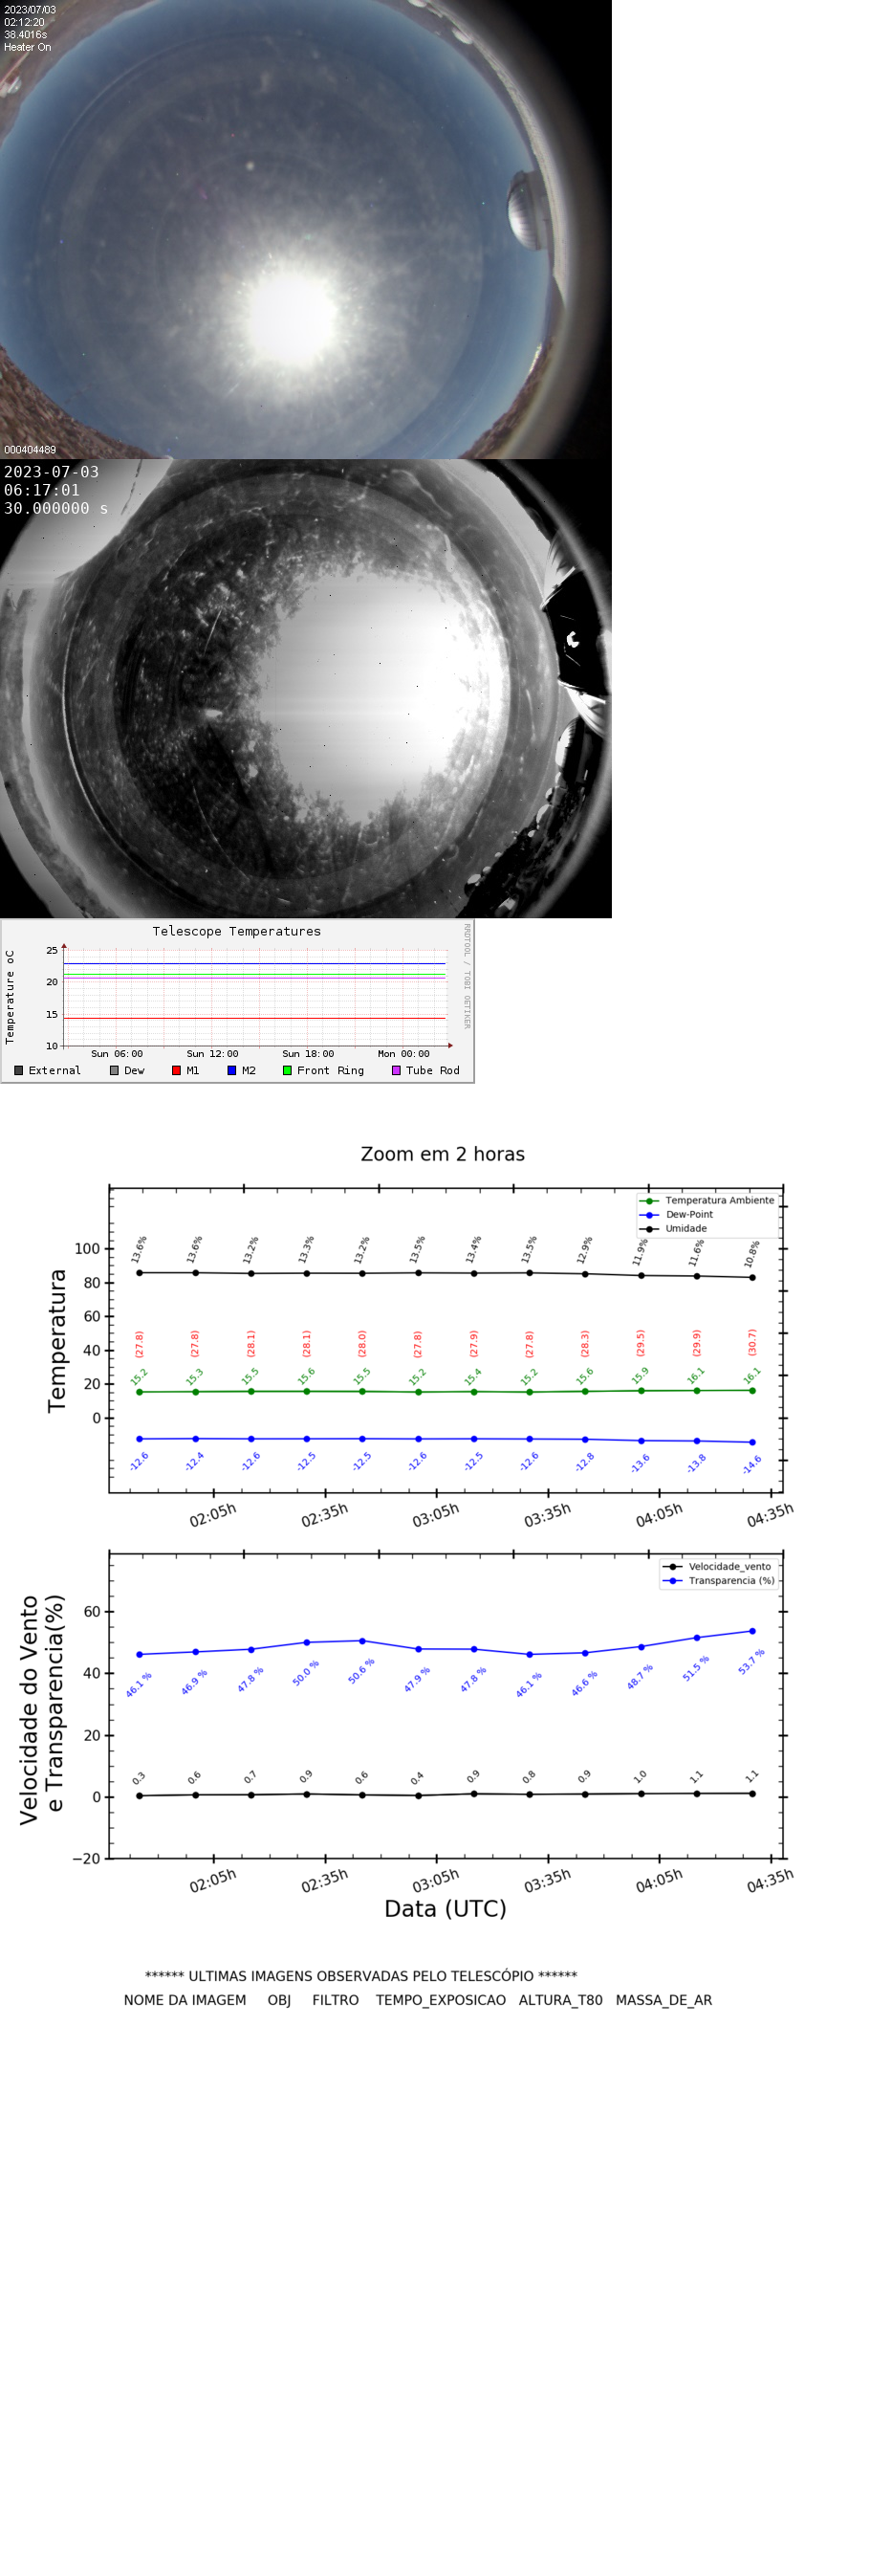 2023/07/03
02:12:20
38.4016s
Heater On
000404489
2023-07-03
06:17:01
30.000000 s
Telescope Temperatures
RRDTOOL / TOBI OETIKER
Temperature oC
25
20
15
10
Sun 06:00 Sun 12:00 Sun 18:00 Mon 00:00
External Dew M1 M2 Front Ring Tube Rod
Zoom em 2 horas
Temperatura Ambiente
Dew-Point
Umidade
Temperatura
100
80
60
40
20
0
13.6% 13.6% 13.2% 13.3% 13.2% 13.5% 13.4% 13.5% 12.9% 11.9% 11.6% 10.8%
(27.8) (27.8) (28.1) (28.1) (28.0) (27.8) (27.9) (27.8) (28.3) (29.5) (29.9) (30.7)
15.2 15.3 15.5 15.6 15.5 15.2 15.4 15.2 15.6 15.9 16.1 16.1
-12.6 -12.4 -12.6 -12.5 -12.5 -12.6 -12.5 -12.6 -12.8 -13.6 -13.8 -14.6
02:05h 02:35h 03:05h 03:35h 04:05h 04:35h
Velocidade_vento
Transparencia (%)
Velocidade do Vento
e Transparencia(%)
60
40
20
0
−20
46.1 % 46.9 % 47.8 % 50.0 % 50.6 % 47.9 % 47.8 % 46.1 % 46.6 % 48.7 % 51.5 % 53.7 %
0.3 0.6 0.7 0.9 0.6 0.4 0.9 0.8 0.9 1.0 1.1 1.1
02:05h 02:35h 03:05h 03:35h 04:05h 04:35h
Data (UTC)
****** ULTIMAS IMAGENS OBSERVADAS PELO TELESCÓPIO ******
NOME DA IMAGEM OBJ FILTRO TEMPO_EXPOSICAO ALTURA_T80 MASSA_DE_AR